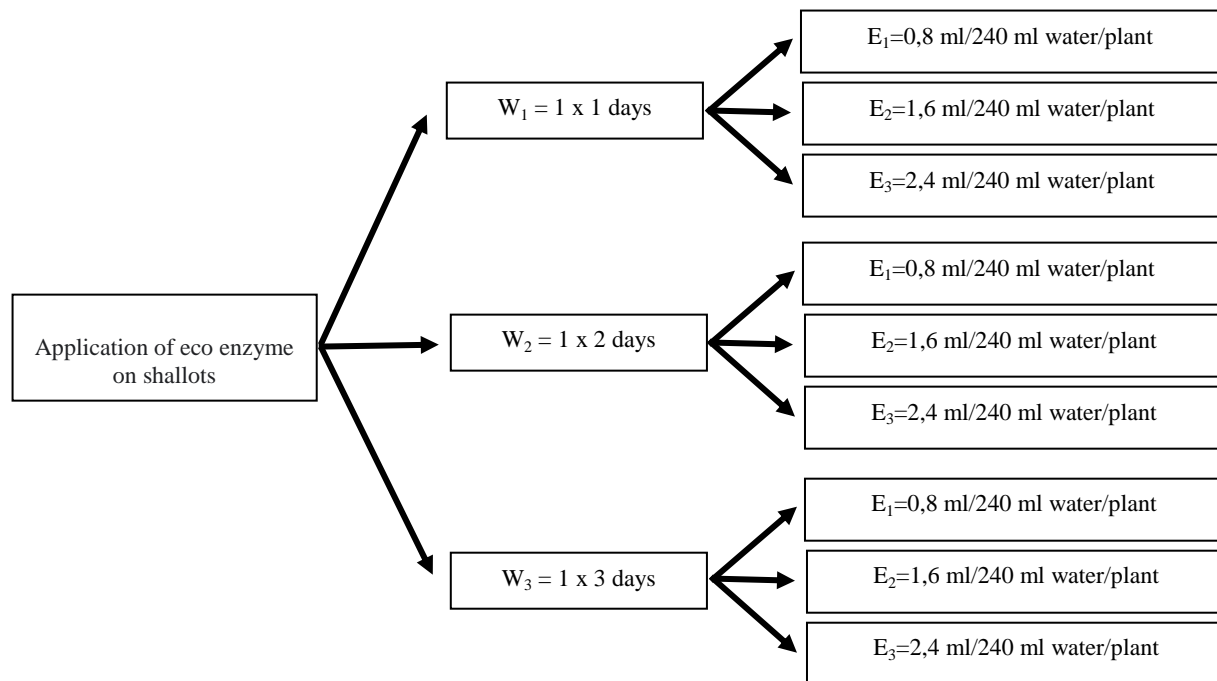 Application of eco enzyme
on shallots
W₁ = 1 x 1 days
E₁=0,8 ml/240 ml water/plant
E₂=1,6 ml/240 ml water/plant
E₃=2,4 ml/240 ml water/plant
W₂ = 1 x 2 days
E₁=0,8 ml/240 ml water/plant
E₂=1,6 ml/240 ml water/plant
E₃=2,4 ml/240 ml water/plant
W₃ = 1 x 3 days
E₁=0,8 ml/240 ml water/plant
E₂=1,6 ml/240 ml water/plant
E₃=2,4 ml/240 ml water/plant